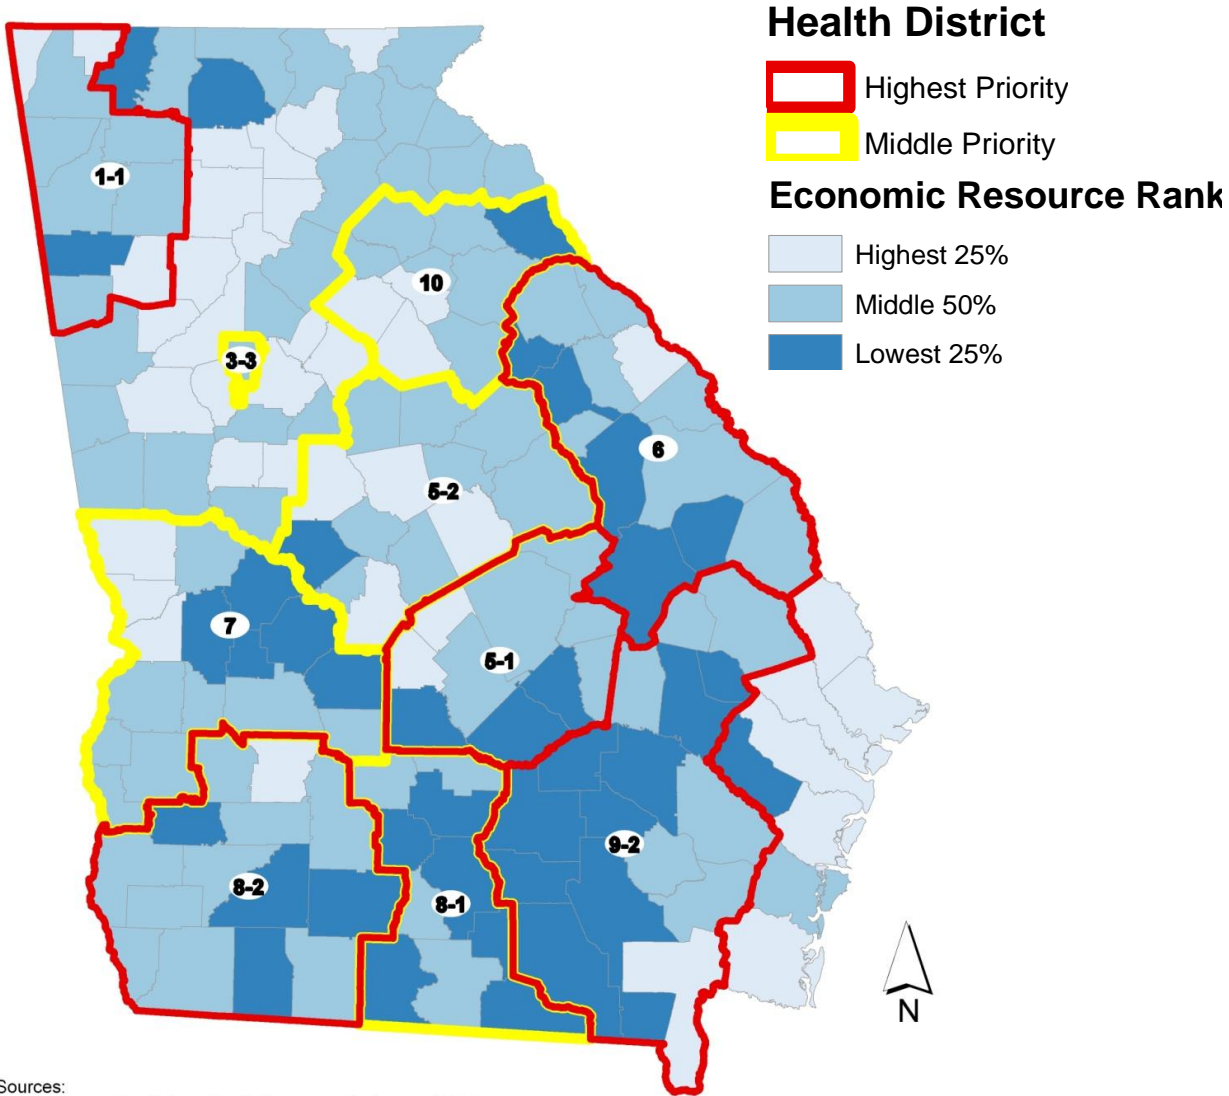 Health District
Highest Priority
Middle Priority
Economic Resource Rank
Highest 25%
Middle 50%
Lowest 25%
1-1
10
3-3
6
5-2
7
5-1
9-2
8-2
8-1
N
Sources: